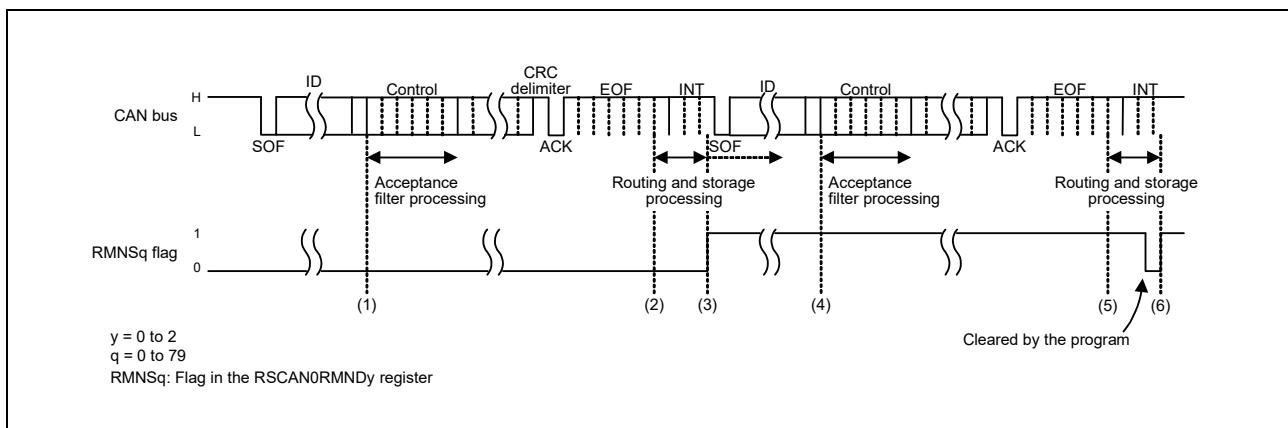 CRC
ID delimiter ID
Control EOF INT Control EOF INT
H
CAN bus
L
SOF ACK SOF ACK
Acceptance filter processing
Routing and storage processing
Acceptance filter processing
Routing and storage processing
1
RMNSq flag
0
(1) (2) (3) (4) (5) (6)
Cleared by the program
y = 0 to 2
q = 0 to 79
RMNSq: Flag in the RSCAN0RMNDy register